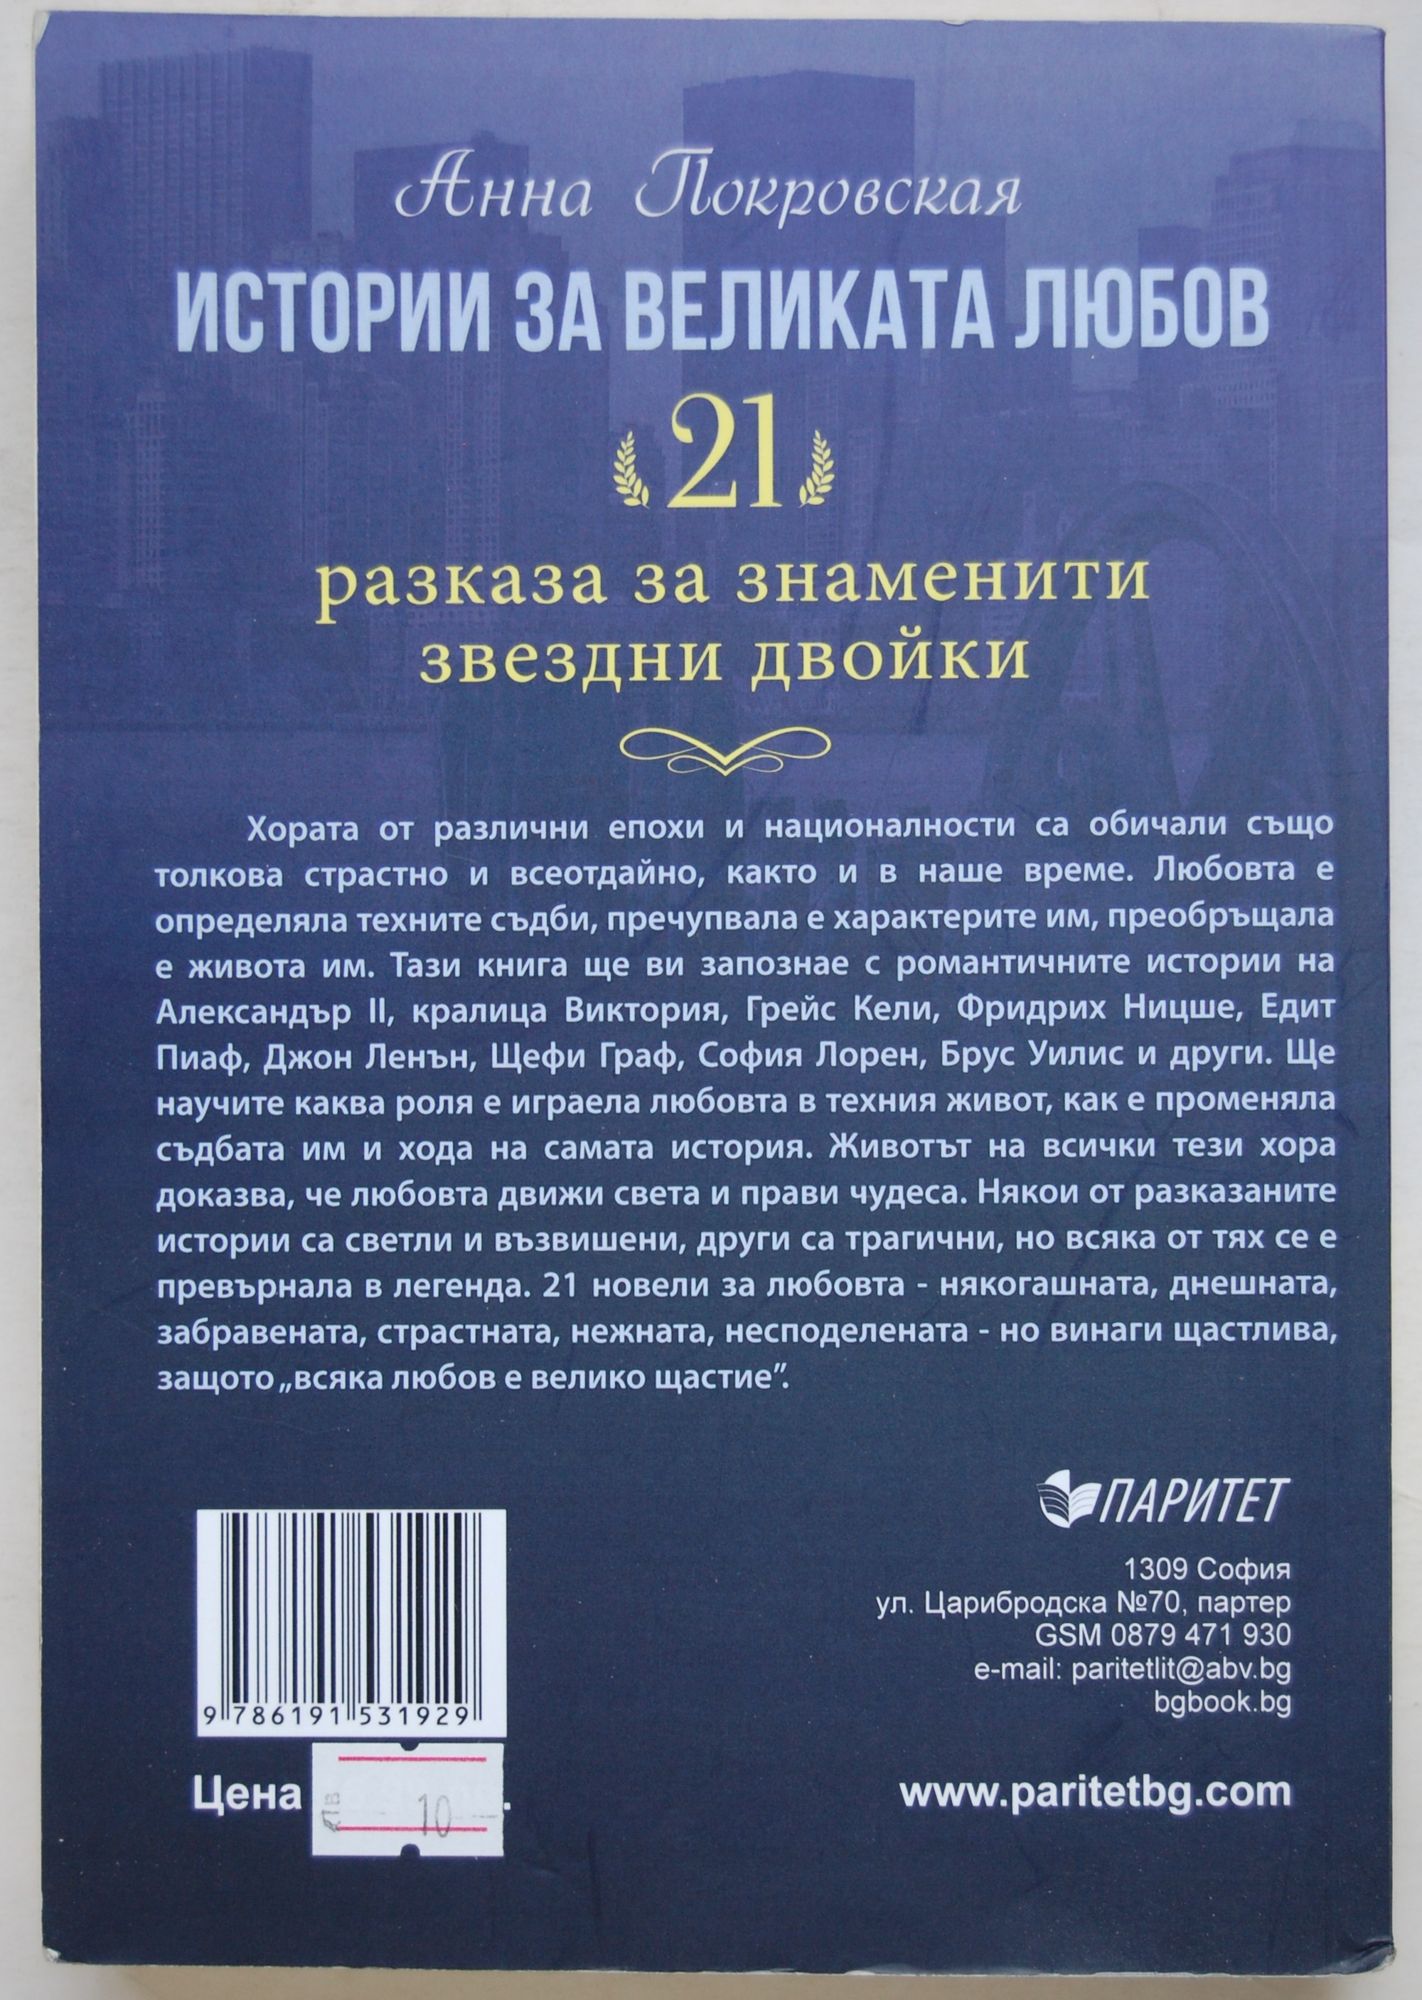 Анна Покровская
ИСТОРИИ ЗА ВЕЛИКАТА ЛЮБОВ
21
разказа за знаменити
звездни двойки
Хората от различни епохи и националности са обичали също
толкова страстно и всеотдайно, както и в наше време. Любовта е
определяла техните съдби, пречупвала е характерите им, преобръщала
е живота им. Тази книга ще ви запознае с романтичните истории на
Александър II, кралица Виктория, Грейс Кели, Фридрих Ницше, Едит
Пиаф, Джон Ленън, Щефи Граф, София Лорен, Брус Уилис и други. Ще
научите каква роля е играела любовта в техния живот, как е променяла
съдбата им и хода на самата история. Животът на всички тези хора
доказва, че любовта движи света и прави чудеса. Някои от разказаните
истории са светли и възвишени, други са трагични, но всяка от тях се е
превърнала в легенда. 21 новели за любовта - някогашната, днешната,
забравената, страстната, нежната, несподелената - но винаги щастлива,
защото „всяка любов е велико щастие”.
ПАРИТЕТ
1309 София
ул. Царибродска №70, партер
GSM 0879 471 930
e-mail: paritetlit@abv.bg
bgbook.bg
9 786191 531929
Цена лв 10 .
www.paritetbg.com